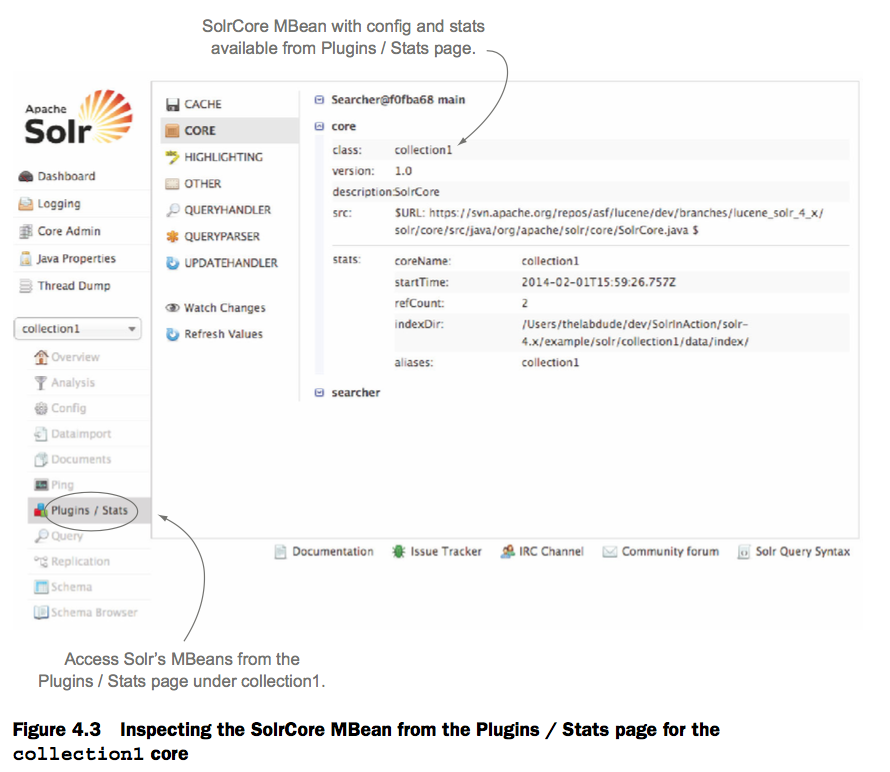 SolrCore MBean with config and stats
available from Plugins / Stats page.
Apache
Solr
Dashboard
Logging
Core Admin
Java Properties
Thread Dump
collection1
Overview
Analysis
Config
Dataimport
Documents
Ping
Plugins / Stats
Query
Replication
Schema
Schema Browser
CACHE
CORE
HIGHLIGHTING
OTHER
QUERYHANDLER
QUERYPARSER
UPDATEHANDLER
Watch Changes
Refresh Values
Searcher@f0fba68 main
core
class: collection1
version: 1.0
description:SolrCore
src: $URL: https://svn.apache.org/repos/asf/lucene/dev/branches/lucene_solr_4_x/
solr/core/src/java/org/apache/solr/core/SolrCore.java $
stats: coreName: collection1
startTime: 2014-02-01T15:59:26.757Z
refCount: 2
indexDir: /Users/thelabdude/dev/SolrInAction/solr-
4.x/example/solr/collection1/data/index/
aliases: collection1
searcher
Documentation Issue Tracker IRC Channel Community forum Solr Query Syntax
Access Solr's MBeans from the
Plugins / Stats page under collection1.
Figure 4.3 Inspecting the SolrCore MBean from the Plugins / Stats page for the
collection1 core